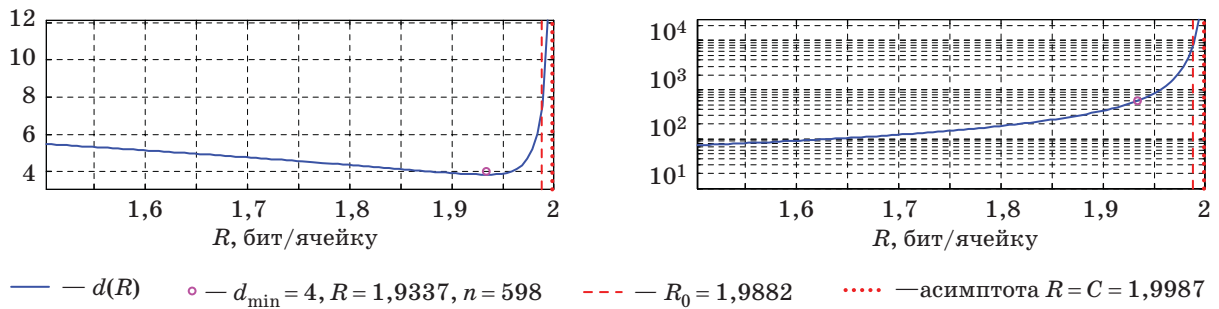 12
10
8
6
4
1,6 1,7 1,8 1,9 2
R, бит/ячейку
10⁴
10³
10²
10¹
1,6 1,7 1,8 1,9 2
R, бит/ячейку
— d(R) — d_min = 4, R = 1,9337, n = 598 — R₀ = 1,9882 —асимптота R = C = 1,9987